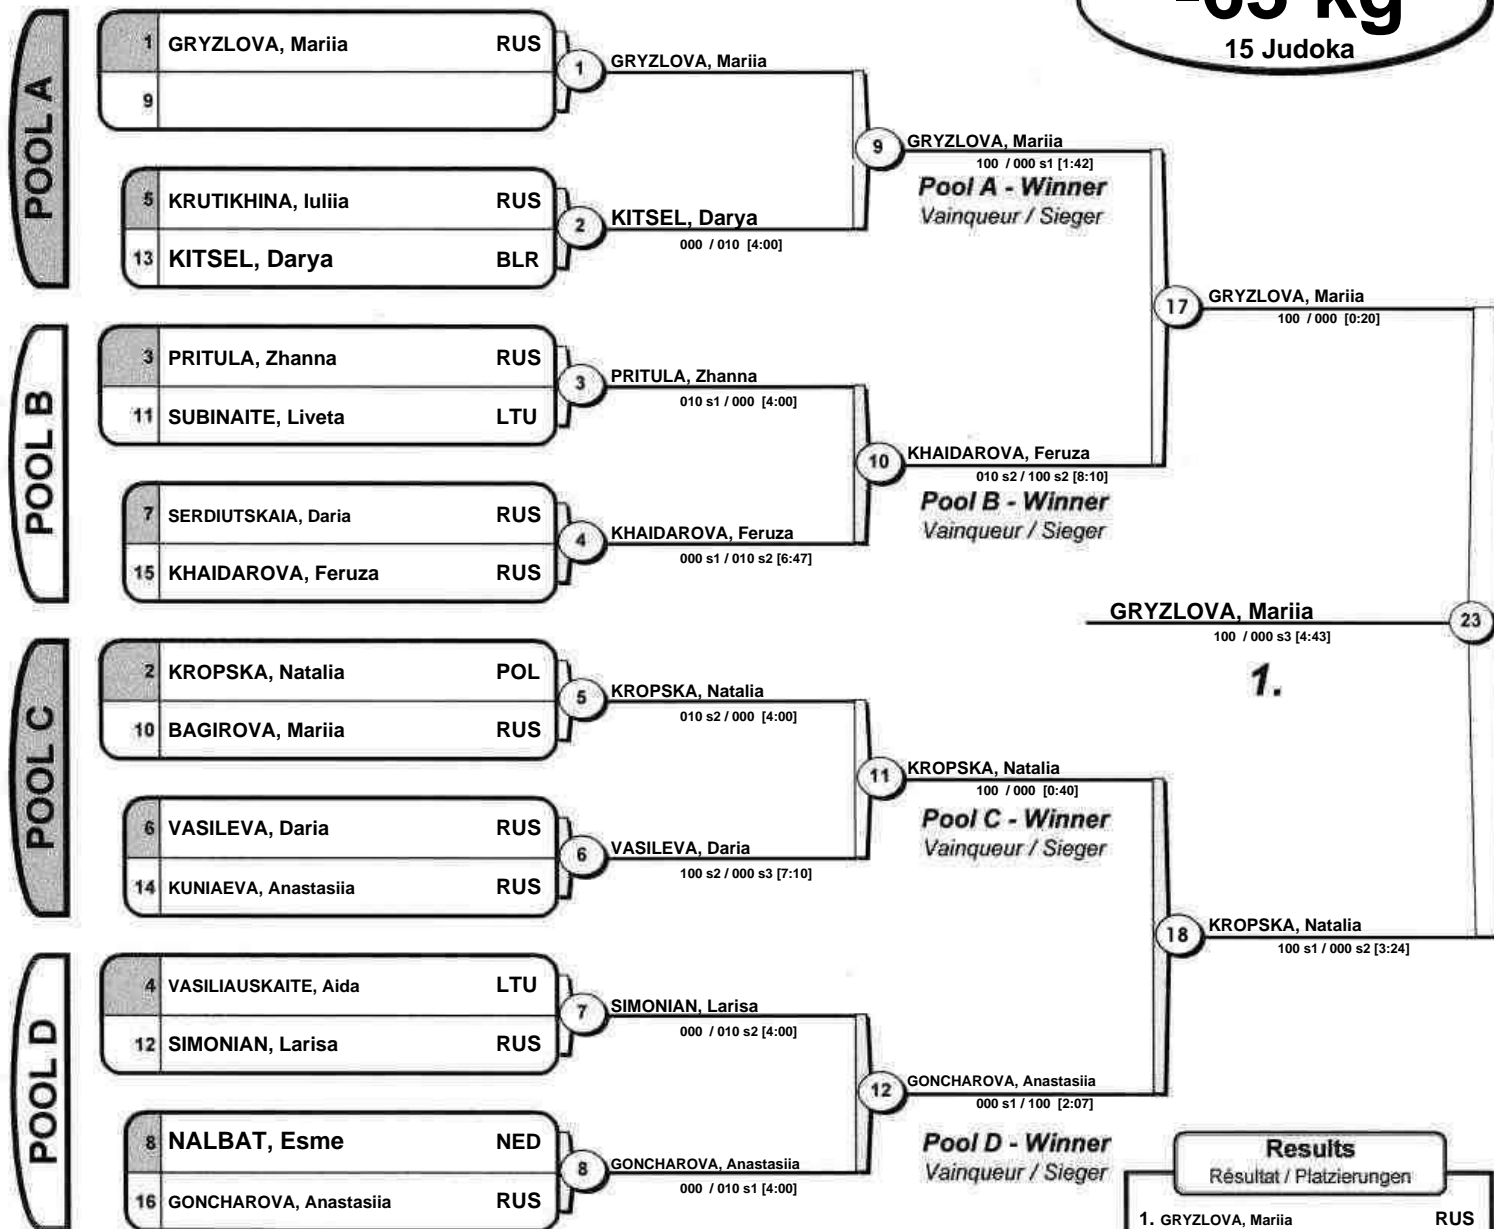 -63 kg
15 Judoka
POOL A
1 GRYZLOVA, Mariia RUS
9
1 GRYZLOVA, Mariia
5 KRUTIKHINA, Iuliia RUS
13 KITSEL, Darya BLR
2 KITSEL, Darya
000 / 010 [4:00]
9 GRYZLOVA, Mariia
100 / 000 s1 [1:42]
Pool A - Winner
Vainqueur / Sieger
POOL B
3 PRITULA, Zhanna RUS
11 SUBINAITE, Liveta LTU
3 PRITULA, Zhanna
010 s1 / 000 [4:00]
7 SERDIUTSKAIA, Daria RUS
15 KHAIDAROVA, Feruza RUS
4 KHAIDAROVA, Feruza
000 s1 / 010 s2 [6:47]
10 KHAIDAROVA, Feruza
010 s2 / 100 s2 [8:10]
Pool B - Winner
Vainqueur / Sieger
17 GRYZLOVA, Mariia
100 / 000 [0:20]
GRYZLOVA, Mariia 23
100 / 000 s3 [4:43]
1.
POOL C
2 KROPSKA, Natalia POL
10 BAGIROVA, Mariia RUS
5 KROPSKA, Natalia
010 s2 / 000 [4:00]
6 VASILEVA, Daria RUS
14 KUNIAEVA, Anastasiia RUS
6 VASILEVA, Daria
100 s2 / 000 s3 [7:10]
11 KROPSKA, Natalia
100 / 000 [0:40]
Pool C - Winner
Vainqueur / Sieger
POOL D
4 VASILIAUSKAITE, Aida LTU
12 SIMONIAN, Larisa RUS
7 SIMONIAN, Larisa
000 / 010 s2 [4:00]
8 NALBAT, Esme NED
16 GONCHAROVA, Anastasiia RUS
8 GONCHAROVA, Anastasiia
000 / 010 s1 [4:00]
12 GONCHAROVA, Anastasiia
000 s1 / 100 [2:07]
Pool D - Winner
Vainqueur / Sieger
18 KROPSKA, Natalia
100 s1 / 000 s2 [3:24]
Results
Résultat / Platzierungen
1. GRYZLOVA, Mariia RUS